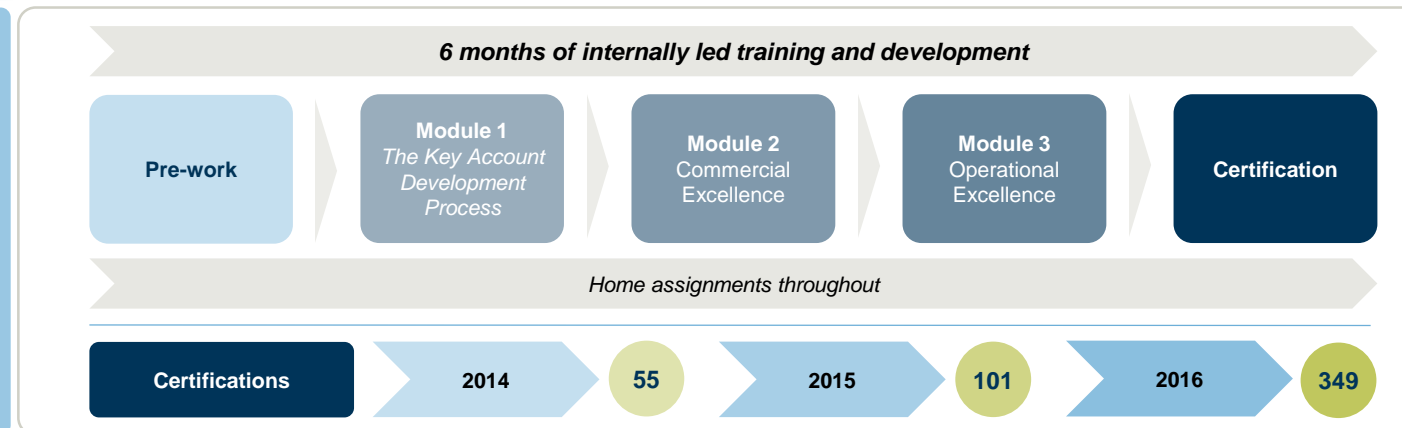 6 months of internally led training and development
Pre-work
Module 1
The Key Account
Development
Process
Module 2
Commercial
Excellence
Module 3
Operational
Excellence
Certification
Home assignments throughout
Certifications
2014
55
2015
101
2016
349